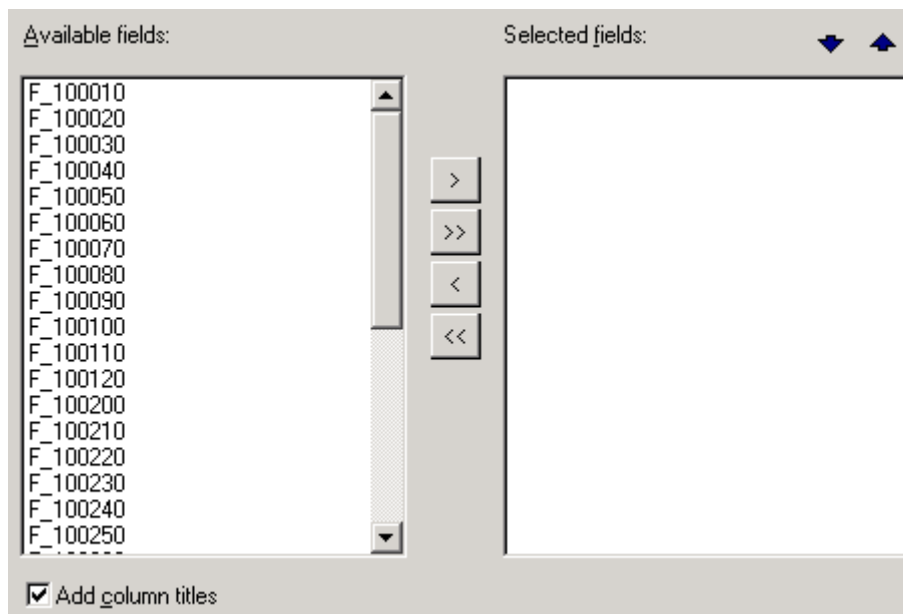 Available fields:
Selected fields:
F_100010
F_100020
F_100030
F_100040
F_100050
F_100060
F_100070
F_100080
F_100090
F_100100
F_100110
F_100120
F_100200
F_100210
F_100220
F_100230
F_100240
F_100250
>
>>
<
<<
Add column titles